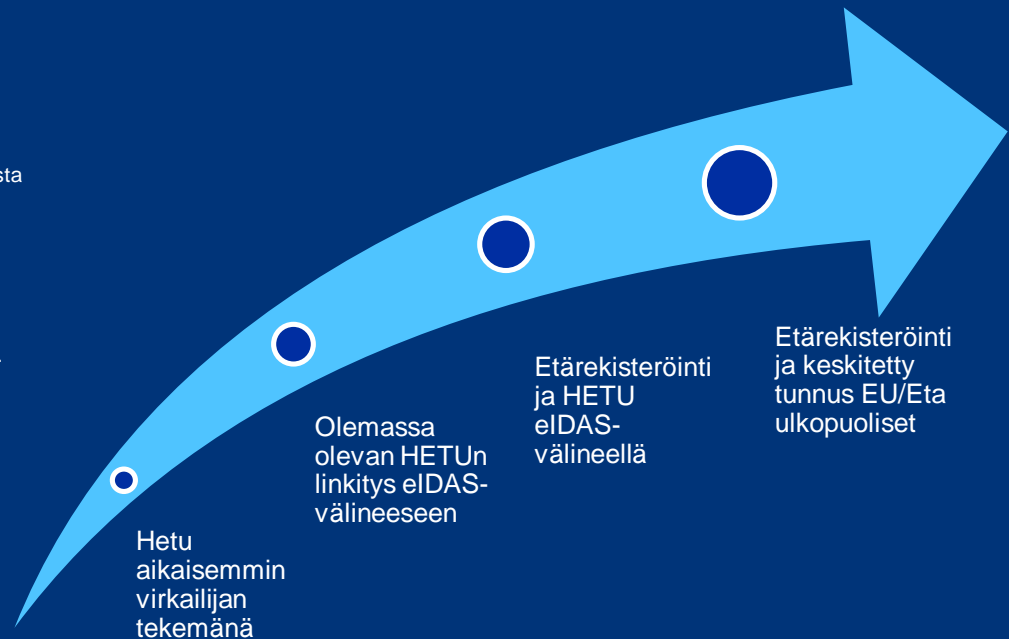 Hetu
aikaisemmin
virkailijan
tekemänä
Olemassa
olevan HETUn
linkitys eIDAS-
välineeseen
Etärekisteröinti
ja HETU
eIDAS-
välineellä
Etärekisteröinti
ja keskitetty
tunnus EU/Eta
ulkopuoliset